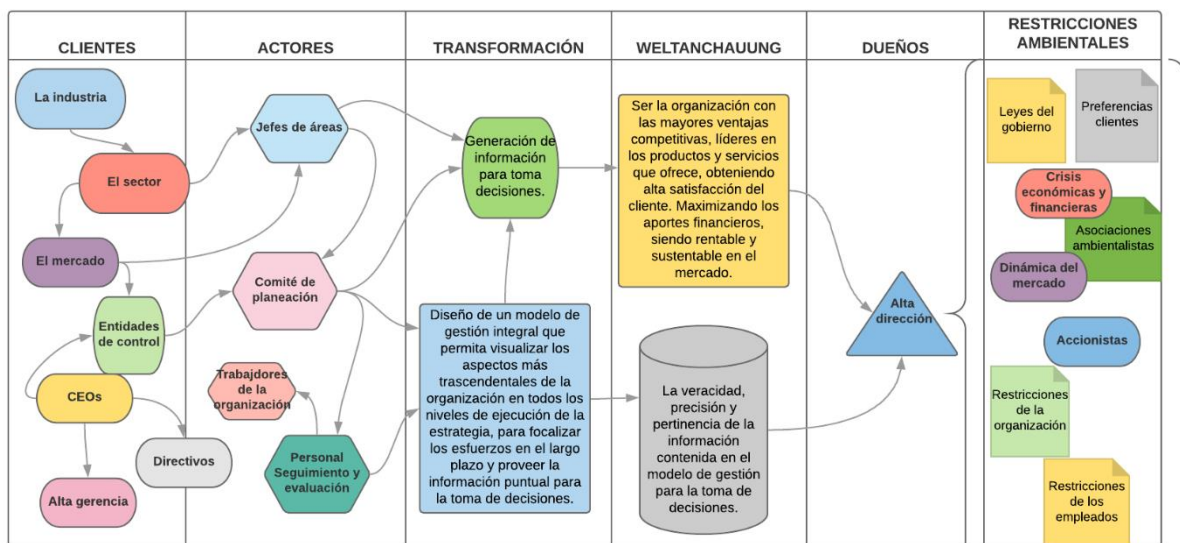 CLIENTES
ACTORES
TRANSFORMACIÓN
WELTANCHAUUNG
DUEÑOS
RESTRICCIONES
AMBIENTALES
La industria
El sector
El mercado
Entidades
de control
CEOs
Directivos
Alta gerencia
Jefes de áreas
Comité de
planeación
Trabajdores
de la
organización
Personal
Seguimiento y
evaluación
Generación de
información
para toma
decisiones.
Diseño de un modelo de
gestión integral que
permita visualizar los
aspectos más
trascendentales de la
organización en todos los
niveles de ejecución de la
estrategia, para focalizar
los esfuerzos en el largo
plazo y proveer la
información puntual para
la toma de decisiones.
Ser la organización con
las mayores ventajas
competitivas, líderes en
los productos y servicios
que ofrece, obteniendo
alta satisfacción del
cliente. Maximizando los
aportes financieros,
siendo rentable y
sustentable en el
mercado.
La veracidad,
precisión y
pertinencia de la
información
contenida en el
modelo de gestión
para la toma de
decisiones.
Alta
dirección
Leyes del
gobierno
Preferencias
clientes
Crisis
económicas y
financieras
Asociaciones
ambientalistas
Dinámica del
mercado
Accionistas
Restricciones
de la
organización
Restricciones
de los
empleados